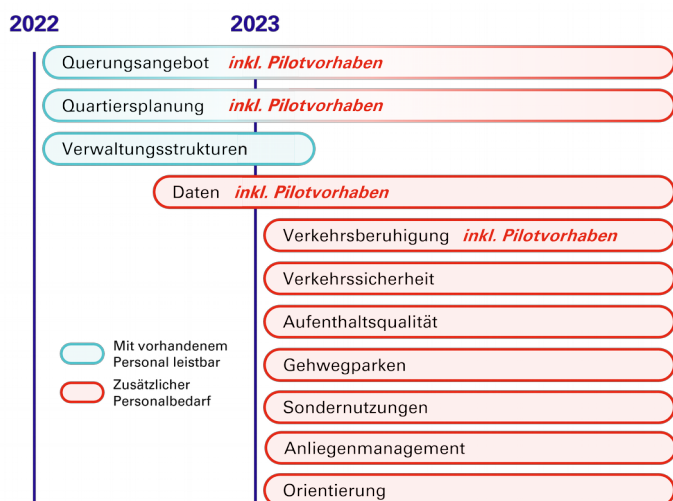 2022 2023
Querungsangebot inkl. Pilotvorhaben
Quartiersplanung inkl. Pilotvorhaben
Verwaltungsstrukturen
Daten inkl. Pilotvorhaben
Verkehrsberuhigung inkl. Pilotvorhaben
Verkehrssicherheit
Aufenthaltsqualität
Gehwegparken
Sondernutzungen
Anliegenmanagement
Orientierung
Mit vorhandenem
Personal leistbar
Zusätzlicher
Personalbedarf